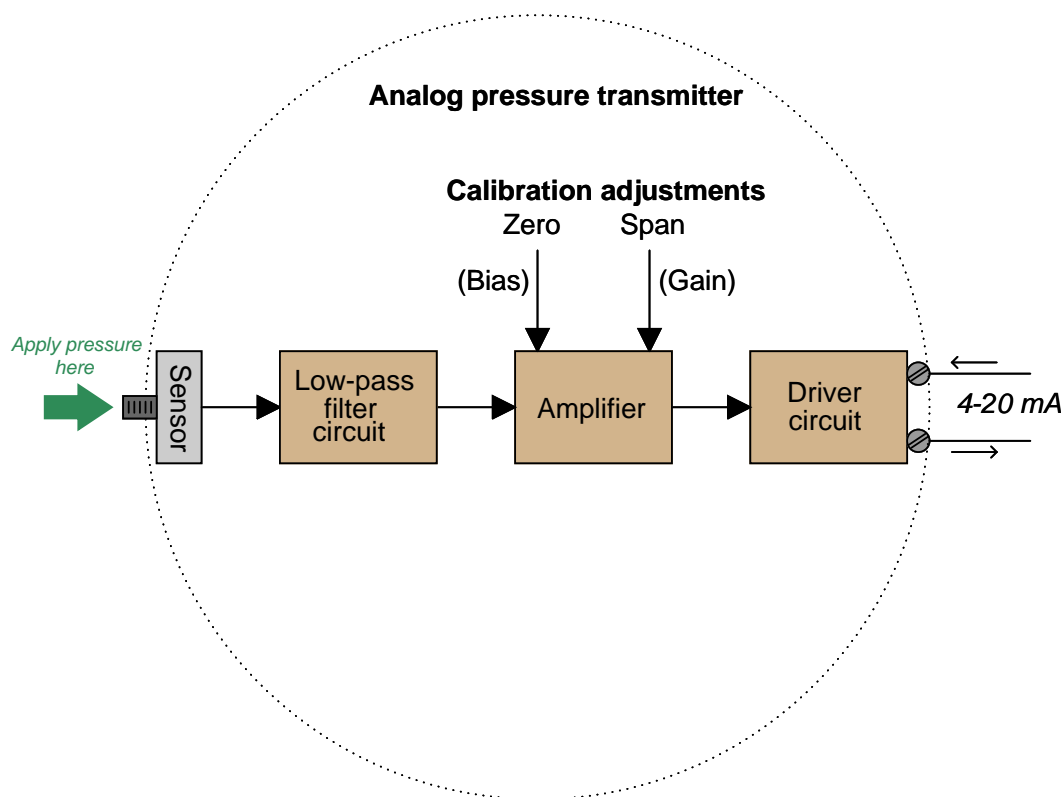 Analog pressure transmitter
Calibration adjustments
Zero
Span
(Bias)
(Gain)
Apply pressure
here
Sensor
Low-pass
filter
circuit
Amplifier
Driver
circuit
4-20 mA